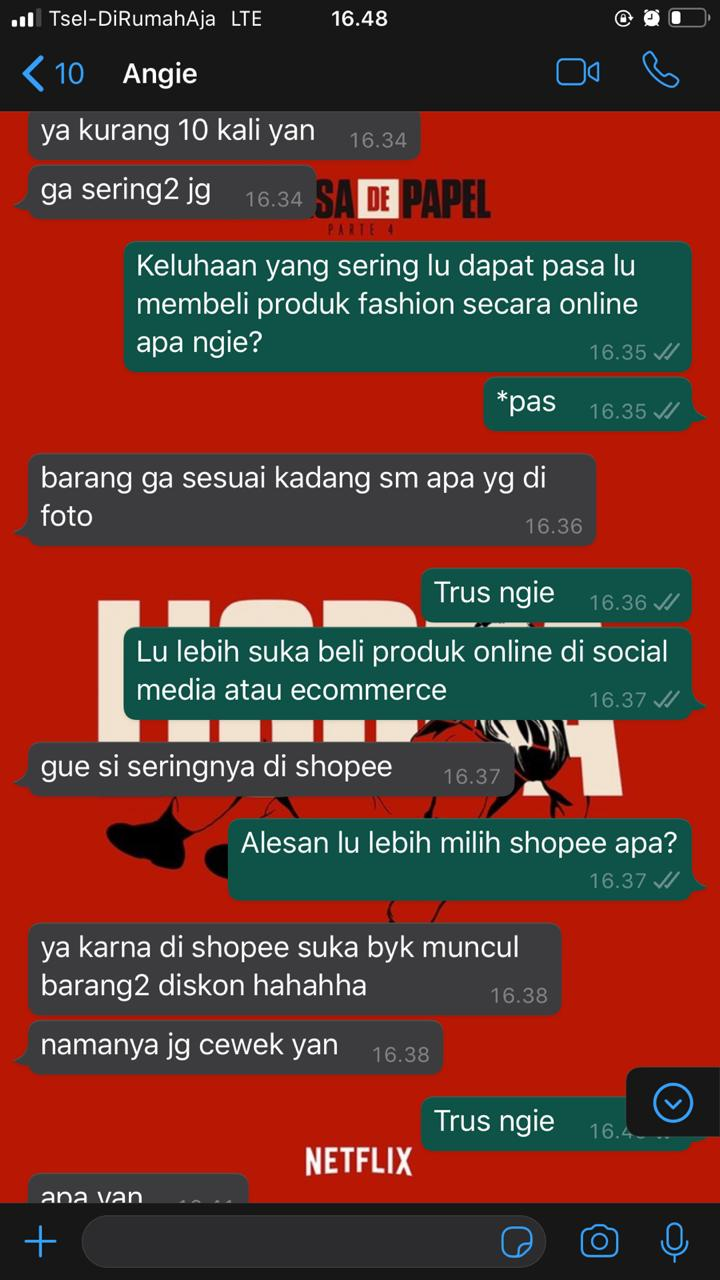 Tsel-DiRumahAja LTE 16.48
10 Angie
ya kurang 10 kali yan 16.34
ga sering2 jg 16.34
SA DE PAPEL
PARTE 4
Keluhaan yang sering lu dapat pasa lu
membeli produk fashion secara online
apa ngie? 16.35
*pas 16.35
barang ga sesuai kadang sm apa yg di
foto 16.36
Trus ngie 16.36
Lu lebih suka beli produk online di social
media atau ecommerce 16.37
gue si seringnya di shopee 16.37
Alesan lu lebih milih shopee apa?
16.37
ya karna di shopee suka byk muncul
barang2 diskon hahahha 16.38
namanya jg cewek yan 16.38
Trus ngie
NETFLIX
apa yan